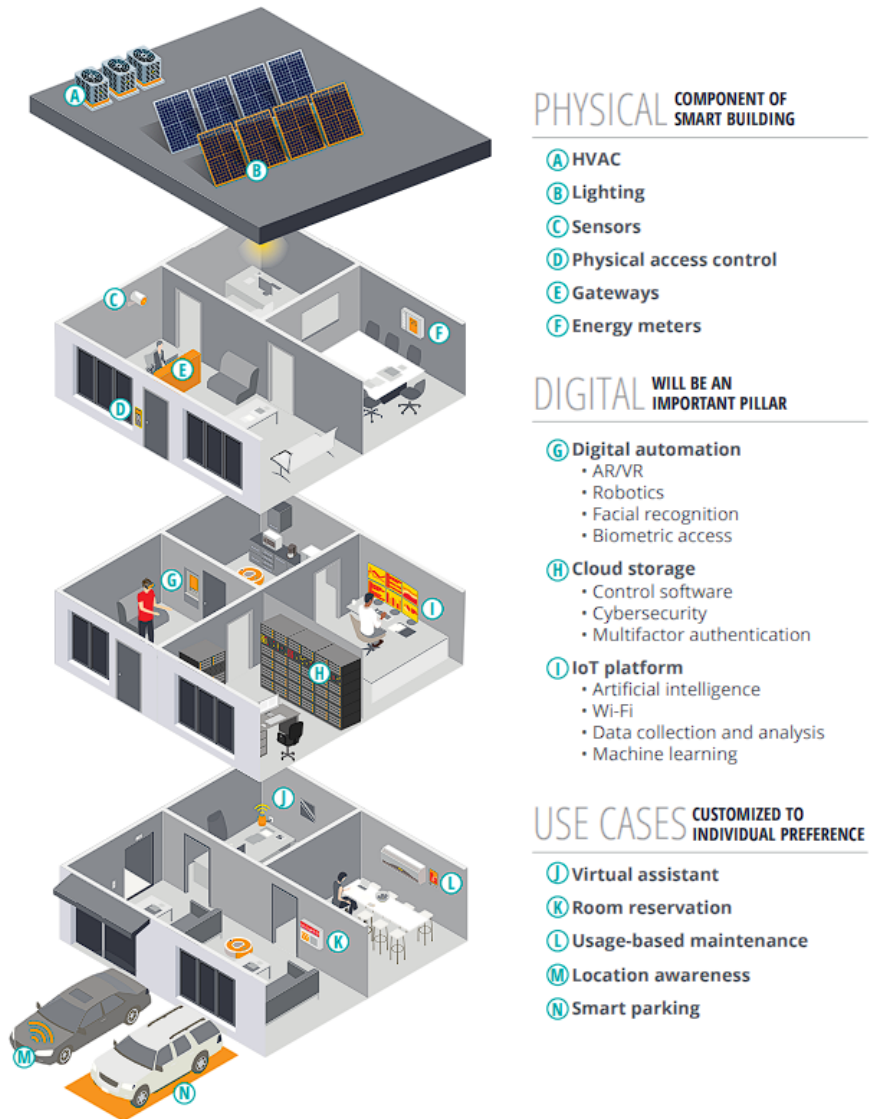 PHYSICAL COMPONENT OF
SMART BUILDING
A HVAC
B Lighting
C Sensors
D Physical access control
E Gateways
F Energy meters
DIGITAL WILL BE AN
IMPORTANT PILLAR
G Digital automation
• AR/VR
• Robotics
• Facial recognition
• Biometric access
H Cloud storage
• Control software
• Cybersecurity
• Multifactor authentication
I IoT platform
• Artificial intelligence
• Wi-Fi
• Data collection and analysis
• Machine learning
USE CASES CUSTOMIZED TO
INDIVIDUAL PREFERENCE
J Virtual assistant
K Room reservation
L Usage-based maintenance
M Location awareness
N Smart parking
A
B
C
F
E
D
G
I
H
J
L
K
M
N